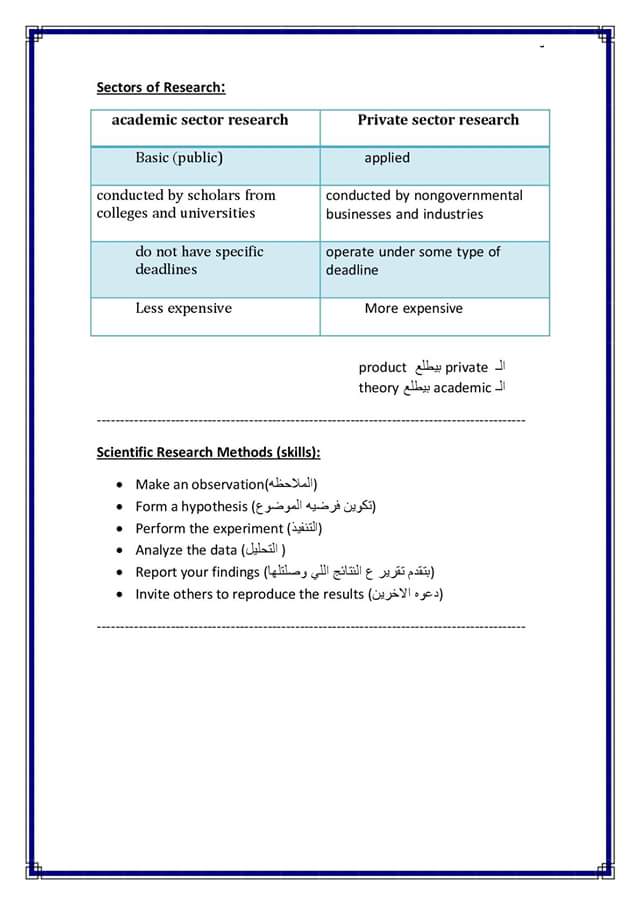 -
Sectors of Research:
academic sector research
Private sector research
Basic (public)
applied
conducted by scholars from
colleges and universities
conducted by nongovernmental
businesses and industries
do not have specific
deadlines
operate under some type of
deadline
Less expensive
More expensive
الـ private بيطلع product
الـ academic بيطلع theory
--------------------------------------------------------------------------------------------
Scientific Research Methods (skills):
• Make an observation(الملاحظه)
• Form a hypothesis (تكوين فرضيه الموضوع)
• Perform the experiment (التنفيذ)
• Analyze the data (التحليل )
• Report your findings (بتقدم تقرير ع النتائج اللي وصلتلها)
• Invite others to reproduce the results (دعوه الاخرين)
--------------------------------------------------------------------------------------------